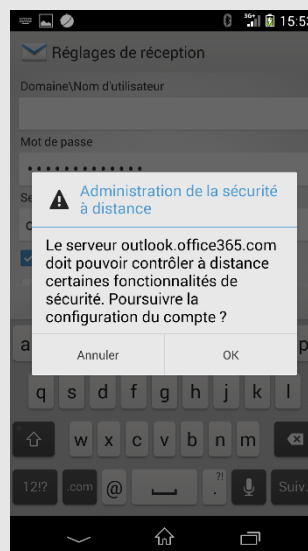 3G+ 15:53
Réglages de réception
Domaine\Nom d'utilisateur
Mot de passe
Administration de la sécurité
à distance
Le serveur outlook.office365.com
doit pouvoir contrôler à distance
certaines fonctionnalités de
sécurité. Poursuivre la
configuration du compte ?
Annuler OK
a p
q s d f g h j k l
w x c v b n m
12!? .com @ ?! . Suiv.